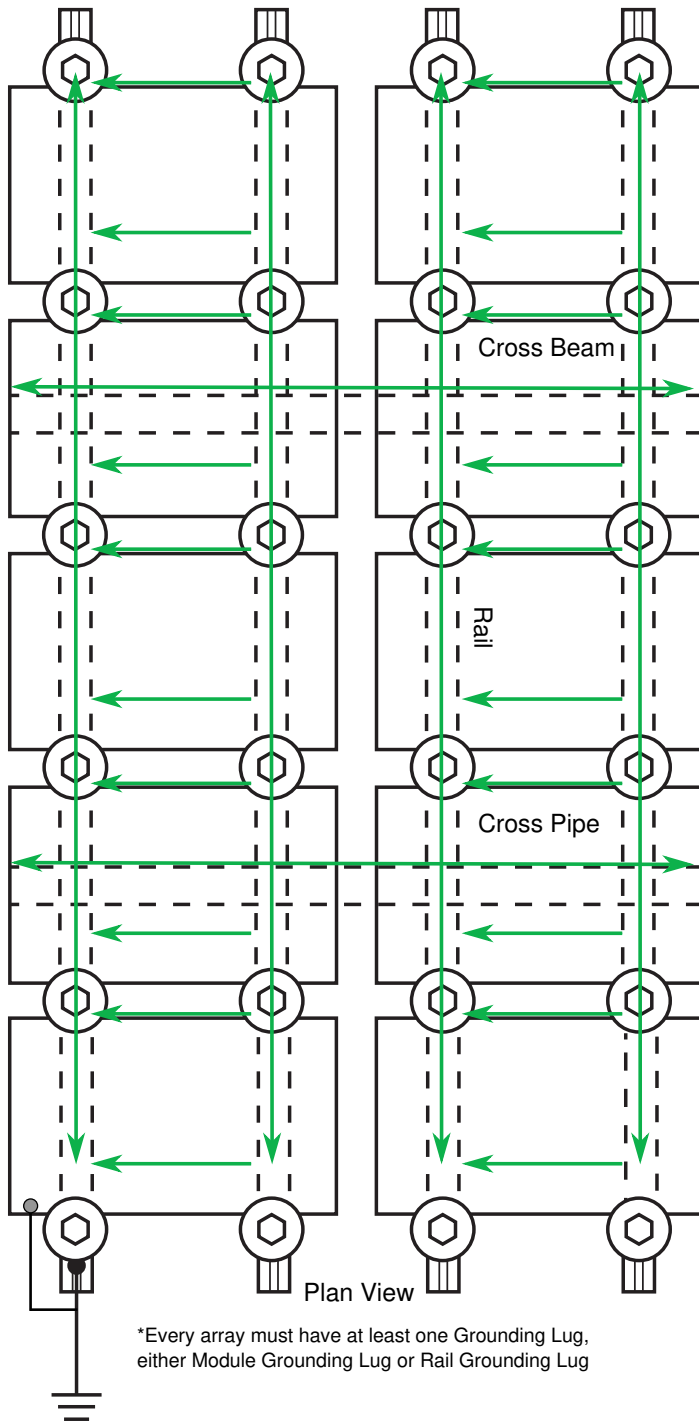 Cross Beam
Rail
Cross Pipe
Plan View
*Every array must have at least one Grounding Lug,
either Module Grounding Lug or Rail Grounding Lug